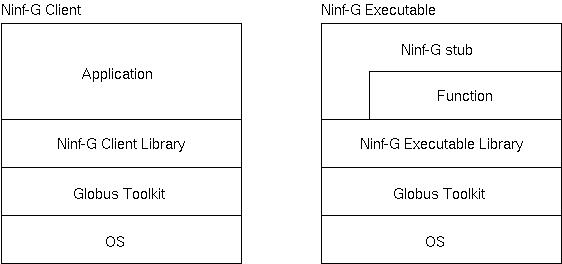 Ninf-G Client
Application
Ninf-G Client Library
Globus Toolkit
OS
Ninf-G Executable
Ninf-G stub
Function
Ninf-G Executable Library
Globus Toolkit
OS